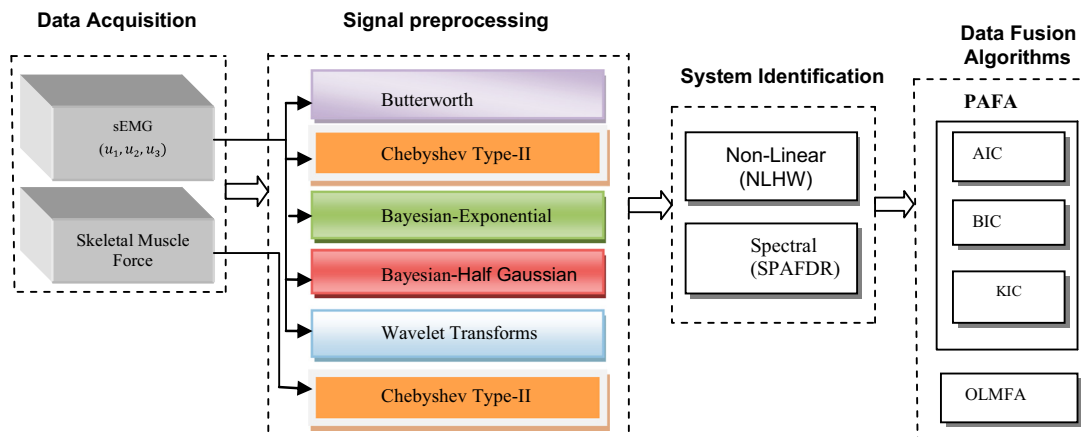 Data Acquisition
sEMG
(u₁, u₂, u₃)
Skeletal Muscle
Force
Signal preprocessing
Butterworth
Chebyshev Type-II
Bayesian-Exponential
Bayesian-Half Gaussian
Wavelet Transforms
Chebyshev Type-II
System Identification
Non-Linear
(NLHW)
Spectral
(SPAFDR)
Data Fusion
Algorithms
PAFA
AIC
BIC
KIC
OLMFA